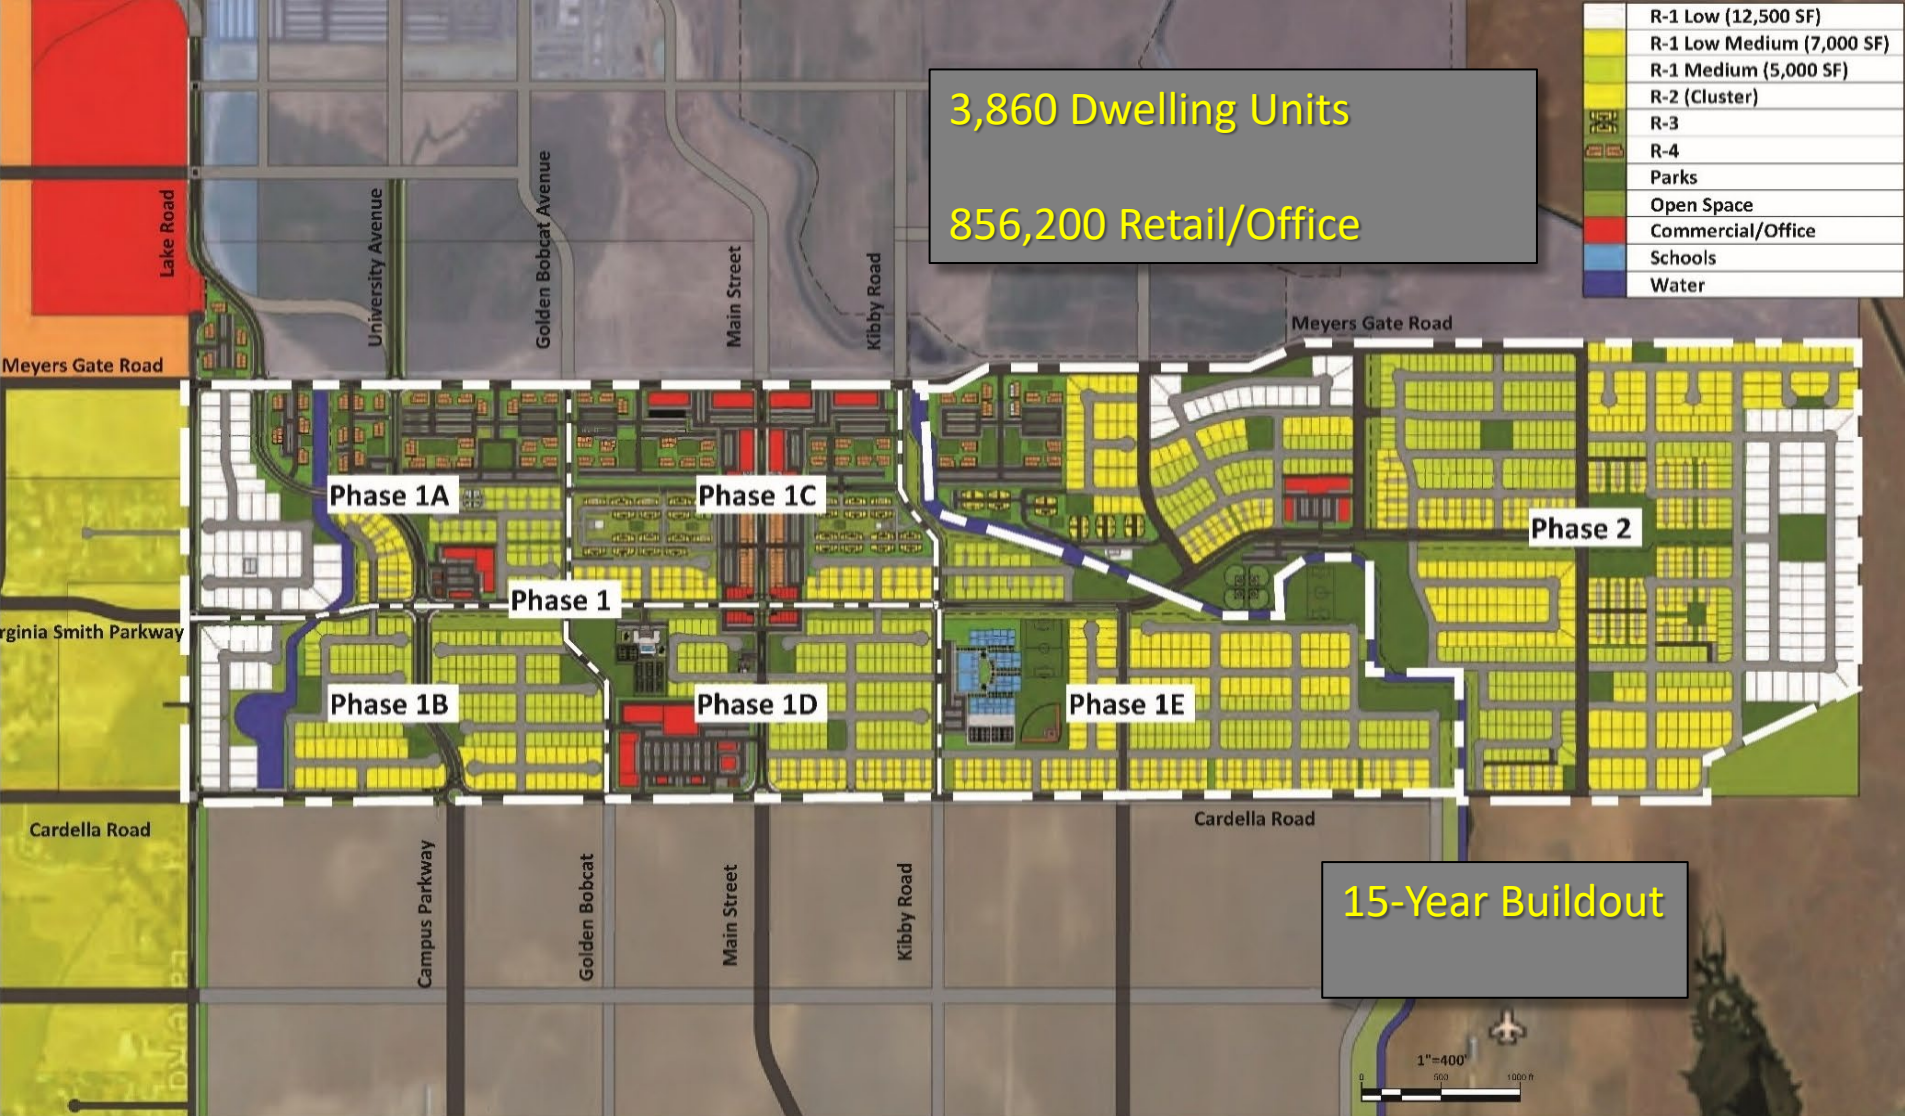 R-1 Low (12,500 SF)
R-1 Low Medium (7,000 SF)
R-1 Medium (5,000 SF)
R-2 (Cluster)
R-3
R-4
Parks
Open Space
Commercial/Office
Schools
Water
3,860 Dwelling Units
856,200 Retail/Office
Lake Road
University Avenue
Golden Bobcat Avenue
Main Street
Kibby Road
Meyers Gate Road
Meyers Gate Road
Phase 1A
Phase 1C
Phase 2
Phase 1
rginia Smith Parkway
Phase 1B
Phase 1D
Phase 1E
Cardella Road
Cardella Road
Campus Parkway
Golden Bobcat
Main Street
Kibby Road
15-Year Buildout
1"=400'
0 500 1000 ft